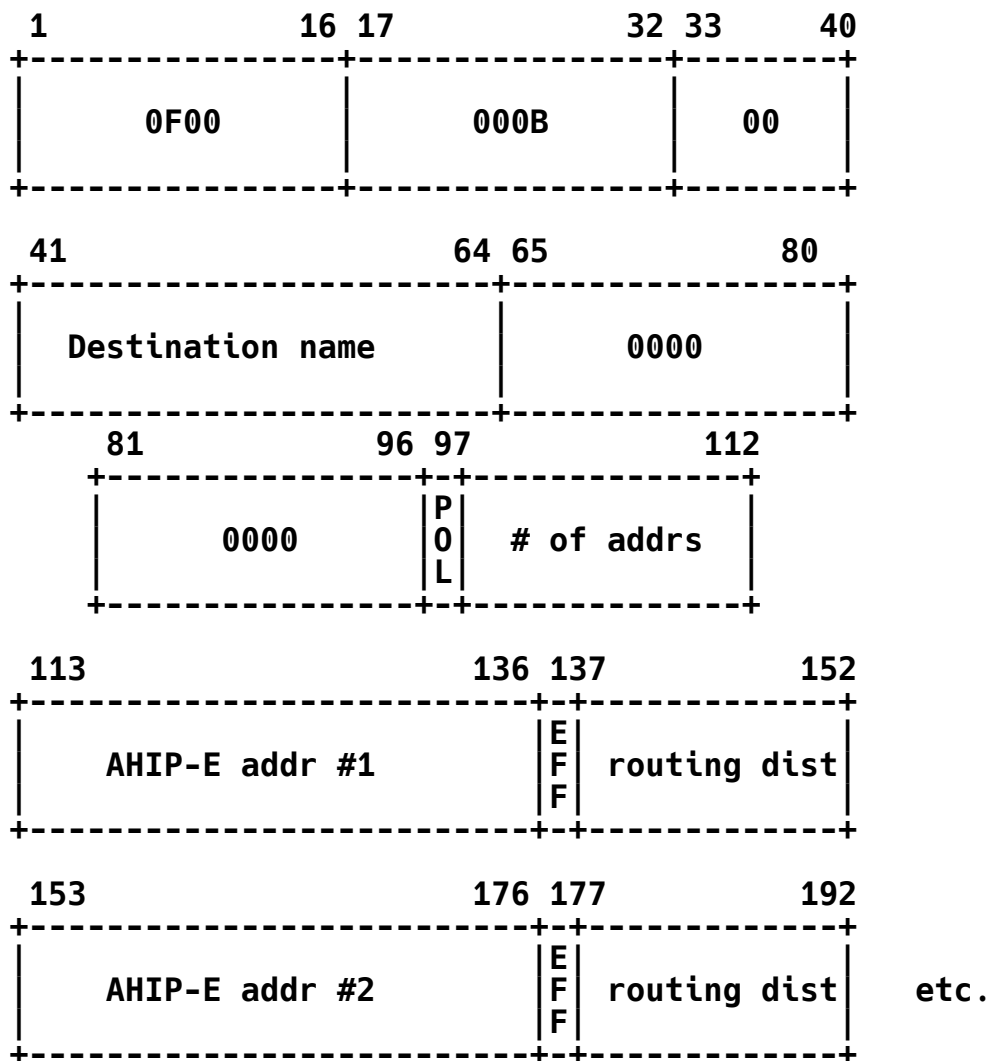 1 16 17 32 33 40
0F00 000B 00
41 64 65 80
Destination name 0000
81 96 97 112
P
0000 O # of addrs
L
113 136 137 152
E
AHIP-E addr #1 F routing dist
F
153 176 177 192
E
AHIP-E addr #2 F routing dist etc.
F